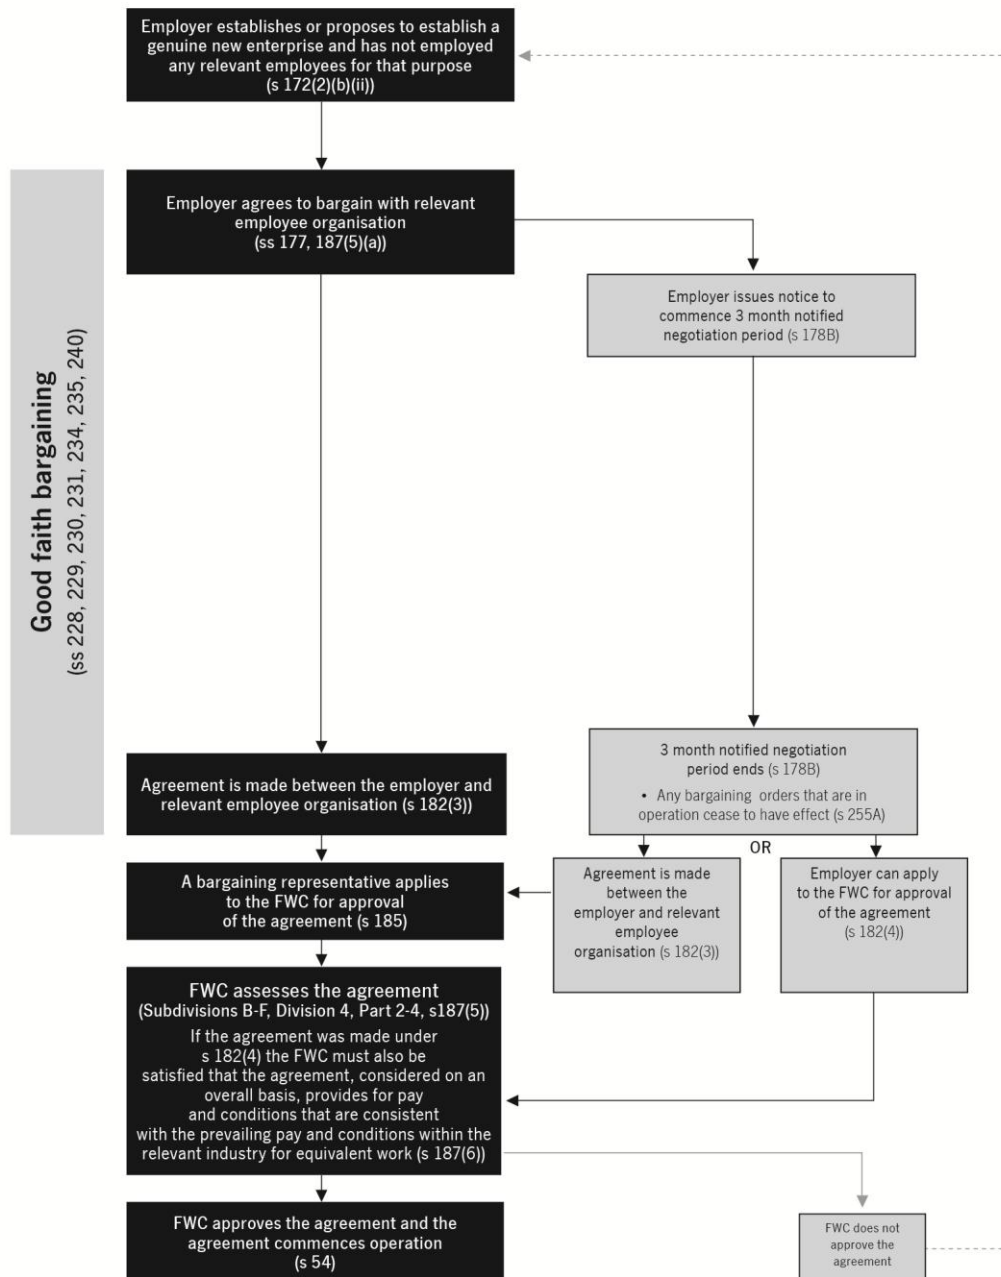 Employer establishes or proposes to establish a
genuine new enterprise and has not employed
any relevant employees for that purpose
(s 172(2)(b)(ii))
Good faith bargaining
(ss 228, 229, 230, 231, 234, 235, 240)
Employer agrees to bargain with relevant
employee organisation
(ss 177, 187(5)(a))
Employer issues notice to
commence 3 month notified
negotiation period (s 178B)
Agreement is made between the employer and
relevant employee organisation (s 182(3))
3 month notified negotiation
period ends (s 178B)
• Any bargaining orders that are in
operation cease to have effect (s 255A)
OR
A bargaining representative applies
to the FWC for approval
of the agreement (s 185)
Agreement is made
between the
employer and relevant
employee
organisation (s 182(3))
Employer can apply
to the FWC for approval
of the agreement
(s 182(4))
FWC assesses the agreement
(Subdivisions B-F, Division 4, Part 2-4, s187(5))
If the agreement was made under
s 182(4) the FWC must also be
satisfied that the agreement, considered on an
overall basis, provides for pay
and conditions that are consistent
with the prevailing pay and conditions within the
relevant industry for equivalent work (s 187(6))
FWC approves the agreement and the
agreement commences operation
(s 54)
FWC does not
approve the
agreement